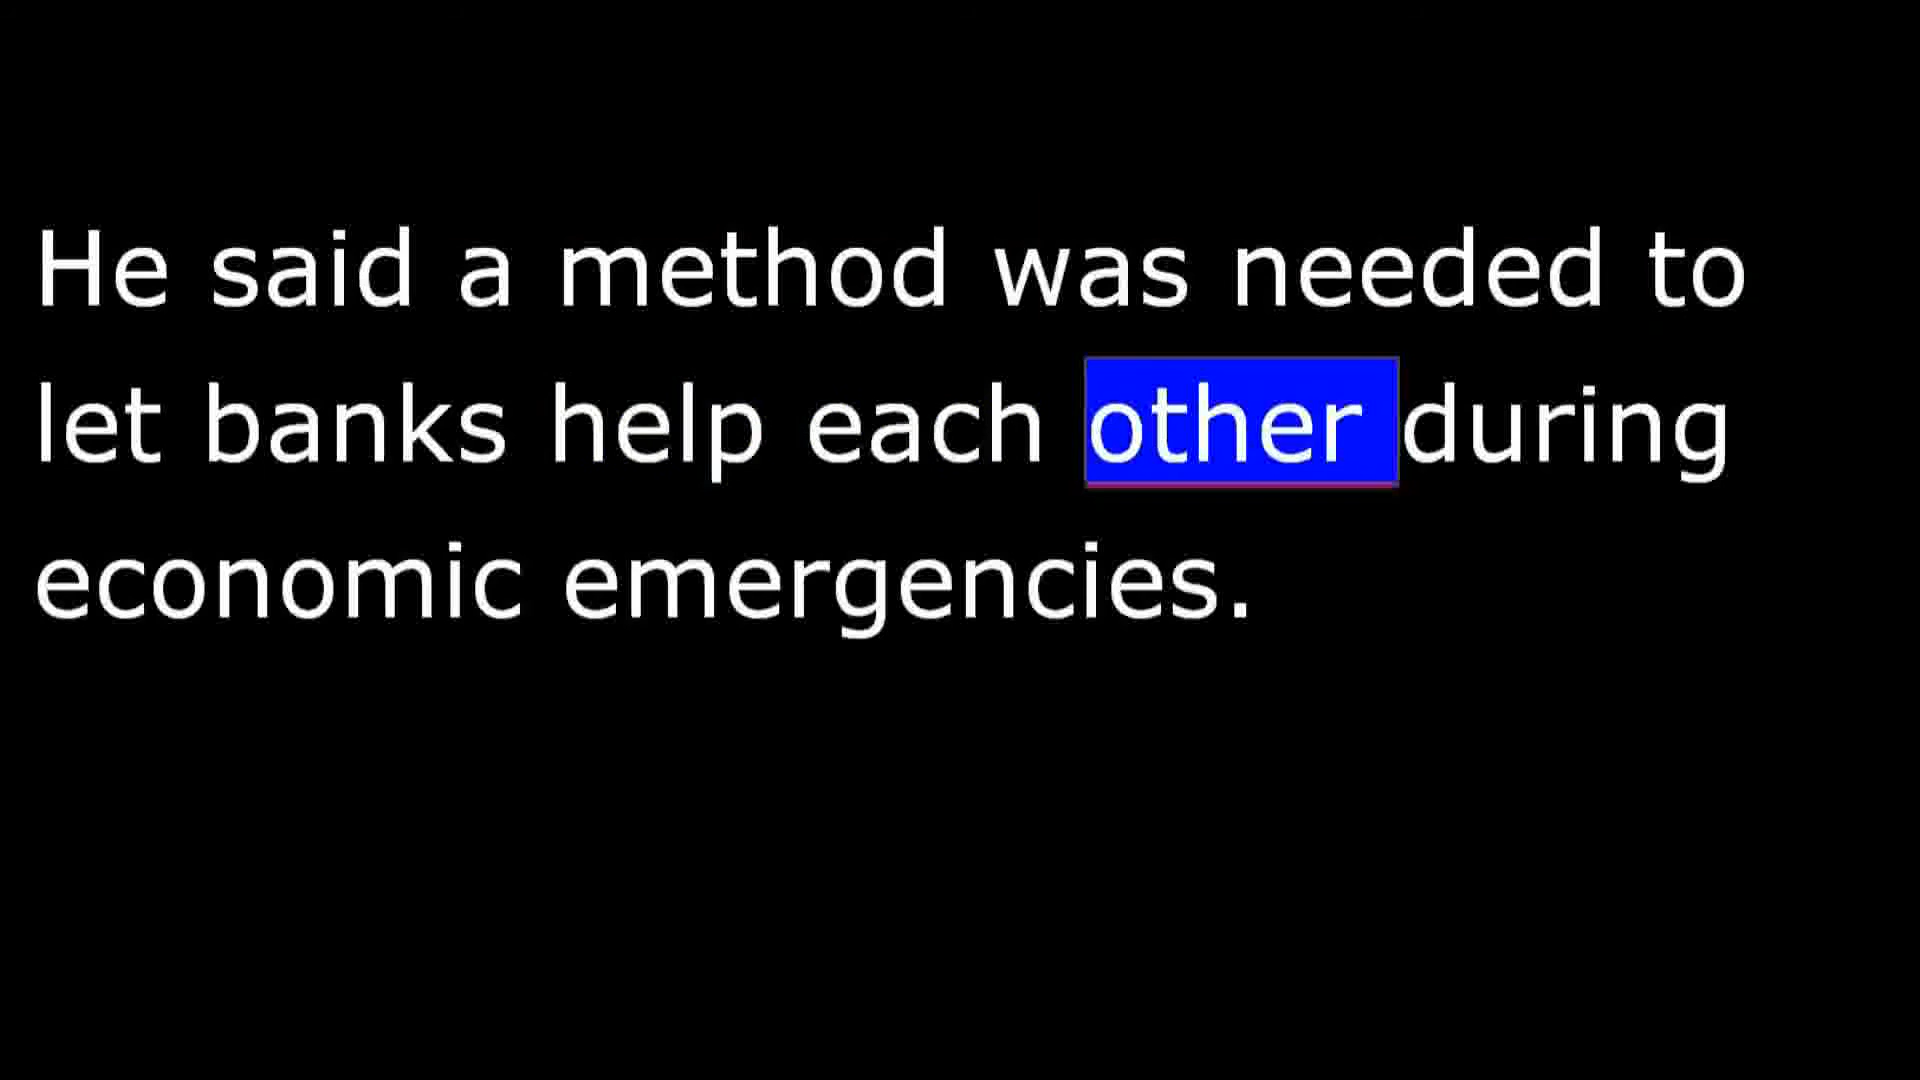 He said a method was needed to
let banks help each other during
economic emergencies.